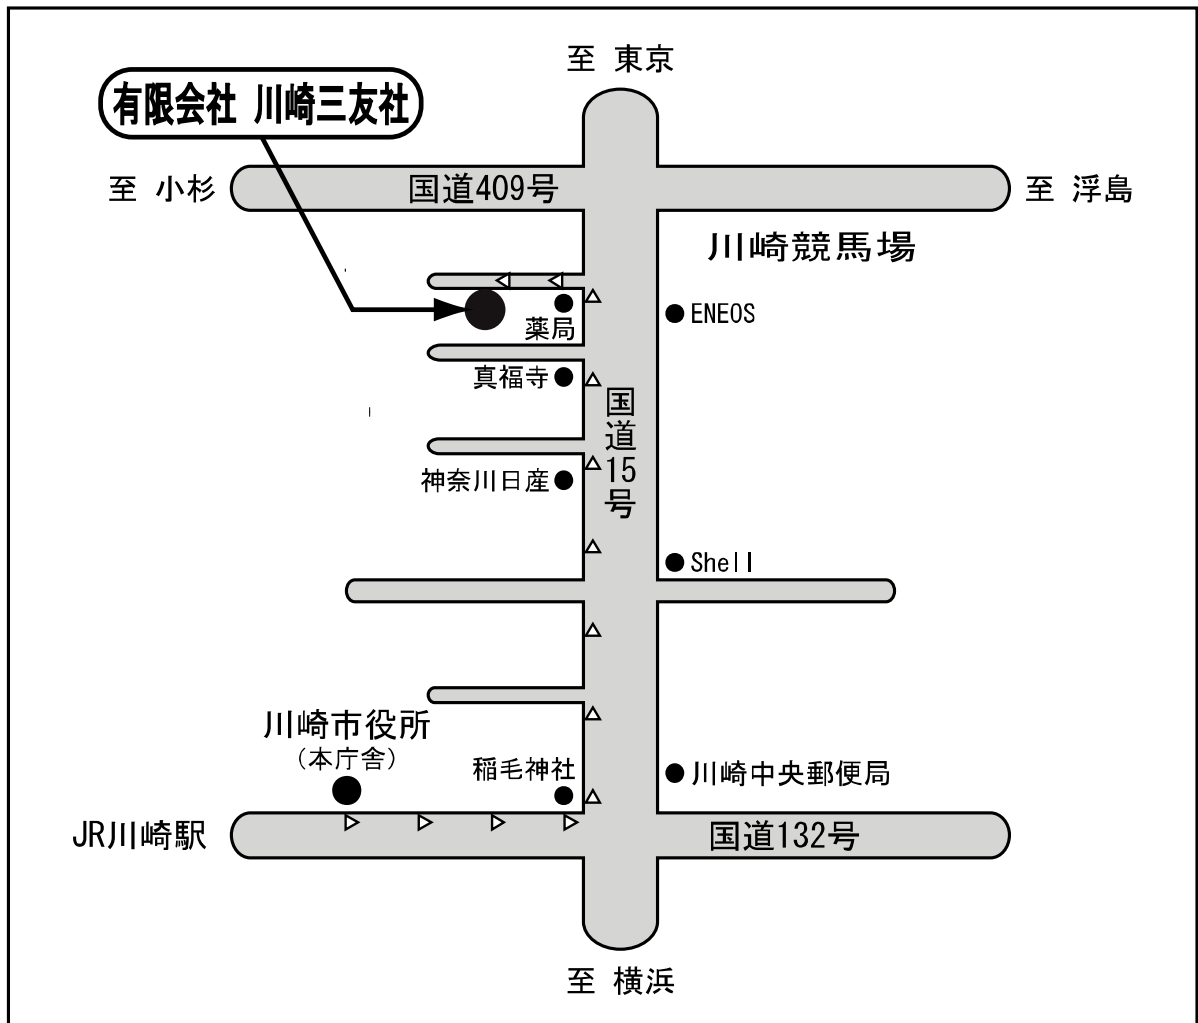 至 東京
有限会社 川崎三友社
至 小杉
国道409号
至 浮島
川崎競馬場
薬局
ENEOS
真福寺
国道15号
神奈川日産
Shell
川崎市役所
(本庁舎)
稲毛神社
川崎中央郵便局
JR川崎駅
国道132号
至 横浜